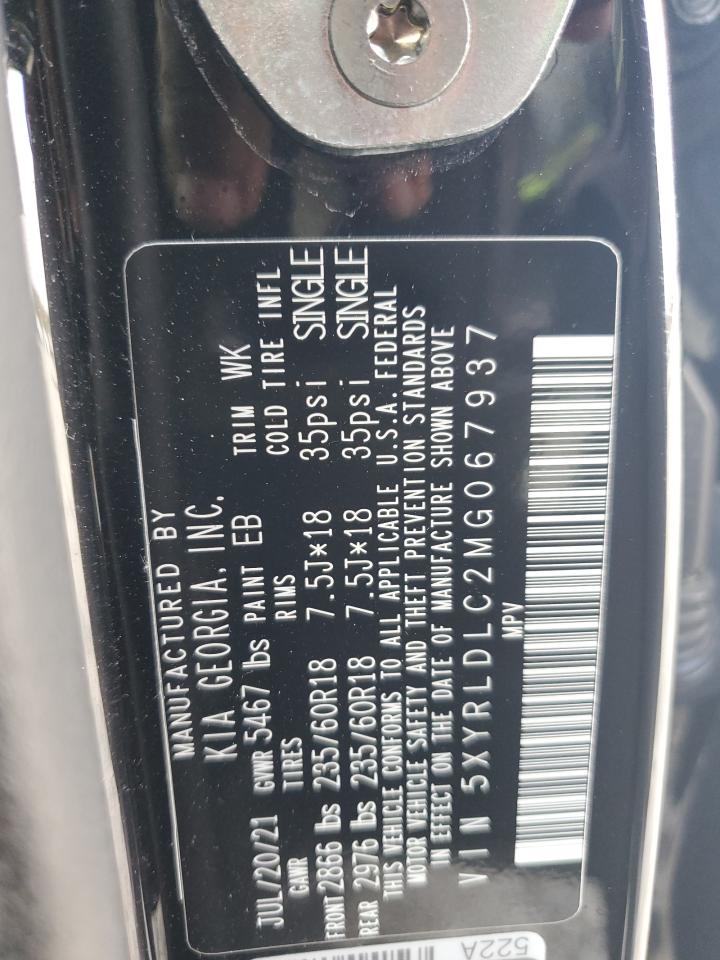 MANUFACTURED BY
KIA GEORGIA, INC.
JUL/20/21 GVWR 5467 lbs PAINT EB TRIM WK
GAWR TIRES RIMS COLD TIRE INFL
FRONT 2866 lbs 235/60R18 7.5J*18 35psi SINGLE
REAR 2976 lbs 235/60R18 7.5J*18 35psi SINGLE
THIS VEHICLE CONFORMS TO ALL APPLICABLE U.S.A. FEDERAL
MOTOR VEHICLE SAFETY AND THEFT PREVENTION STANDARDS
IN EFFECT ON THE DATE OF MANUFACTURE SHOWN ABOVE
VIN 5XYRLDLC2MG067937
MPV
522A